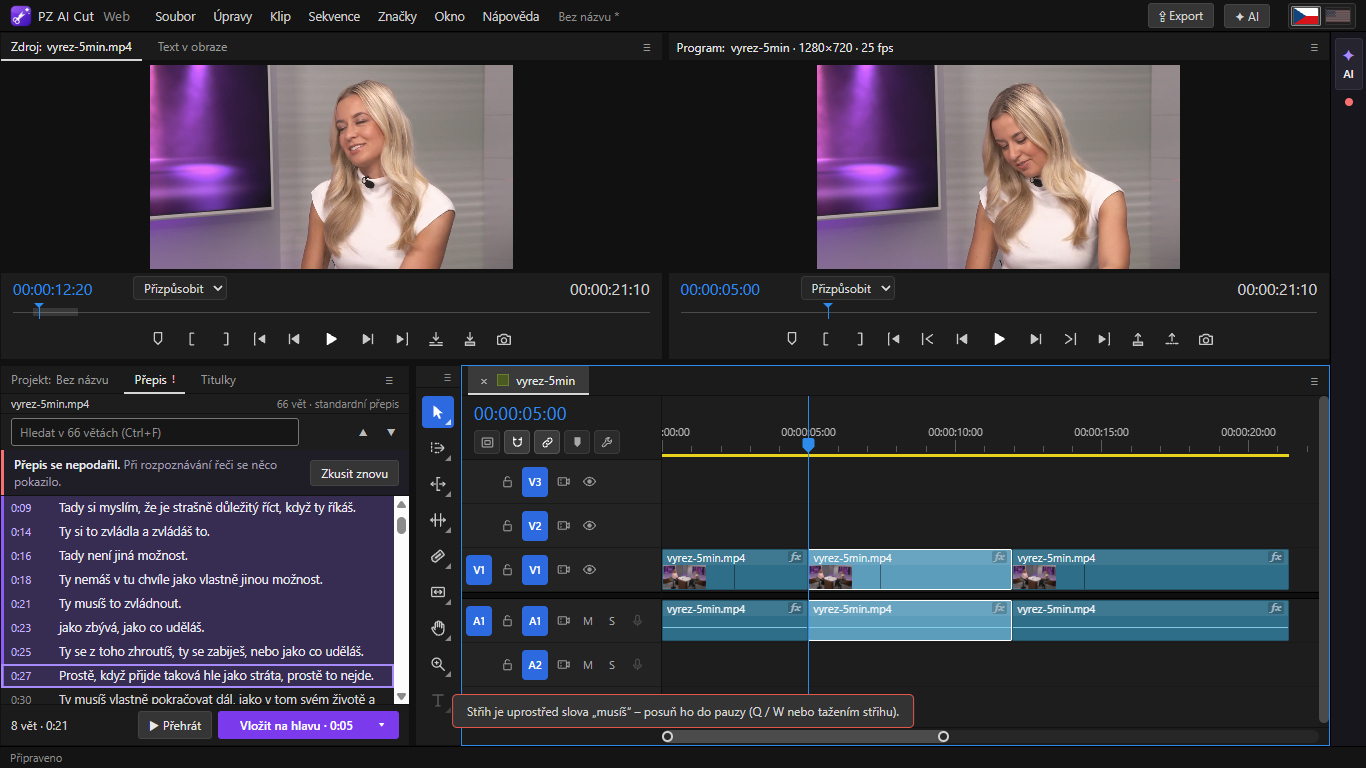 PZ AI Cut Web Soubor Úpravy Klip Sekvence Značky Okno Nápověda Bez názvu * Export AI
Zdroj: vyrez-5min.mp4 Text v obraze
Program: vyrez-5min · 1280×720 · 25 fps
AI
00:00:12:20 Přizpůsobit 00:00:21:10
00:00:05:00 Přizpůsobit 00:00:21:10
Projekt: Bez názvu Přepis ! Titulky
vyrez-5min.mp4 66 vět · standardní přepis
Hledat v 66 větách (Ctrl+F)
Přepis se nepodařil. Při rozpoznávání řeči se něco
pokazilo.
Zkusit znovu
0:09 Tady si myslím, že je strašně důležitý říct, když ty říkáš.
0:14 Ty si to zvládla a zvládáš to.
0:16 Tady není jiná možnost.
0:18 Ty nemáš v tu chvíle jako vlastně jinou možnost.
0:21 Ty musíš to zvládnout.
0:23 jako zbývá, jako co uděláš.
0:25 Ty se z toho zhroutíš, ty se zabiješ, nebo jako co uděláš.
0:27 Prostě, když přijde taková hle jako stráta, prostě to nejde.
0:30 Ty musíš vlastně pokračovat dál, jako v tom svém životě a
8 vět · 0:21 Přehrát Vložit na hlavu · 0:05
T
× vyrez-5min
00:00:05:00
:00:00 00:00:05:00 00:00:10:00 00:00:15:00 00:00:20:00
V3
V2
V1 V1 vyrez-5min.mp4 fx vyrez-5min.mp4 fx vyrez-5min.mp4 fx
A1 A1 M S vyrez-5min.mp4 fx vyrez-5min.mp4 fx vyrez-5min.mp4 fx
A2 M S
Střih je uprostřed slova „musíš“ – posuň ho do pauzy (Q / W nebo tažením střihu).
Připraveno